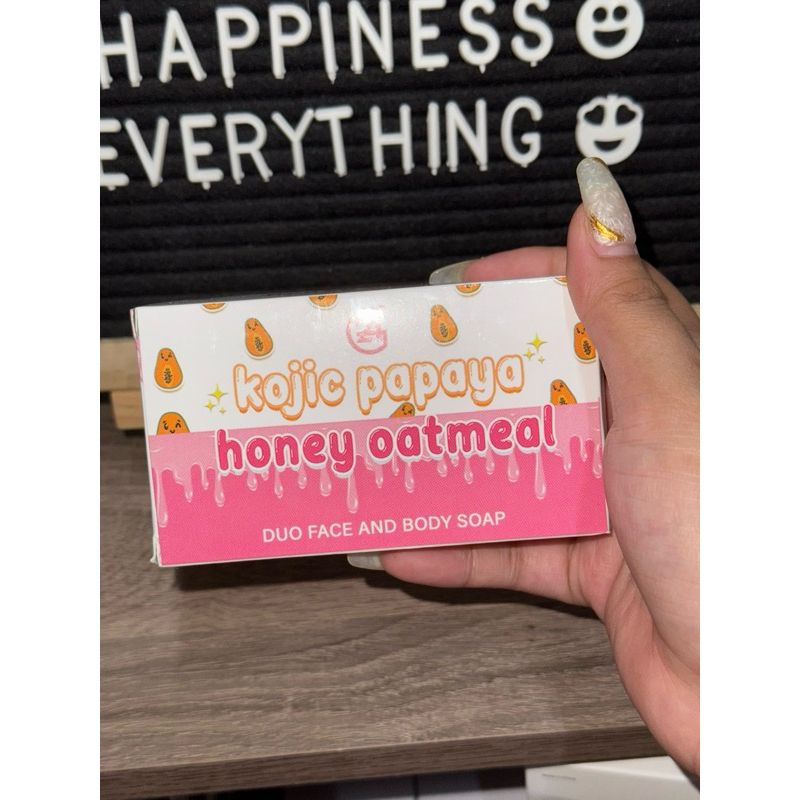 HAPPINESS
EVERYTHING
kojic papaya
honey oatmeal
DUO FACE AND BODY SOAP